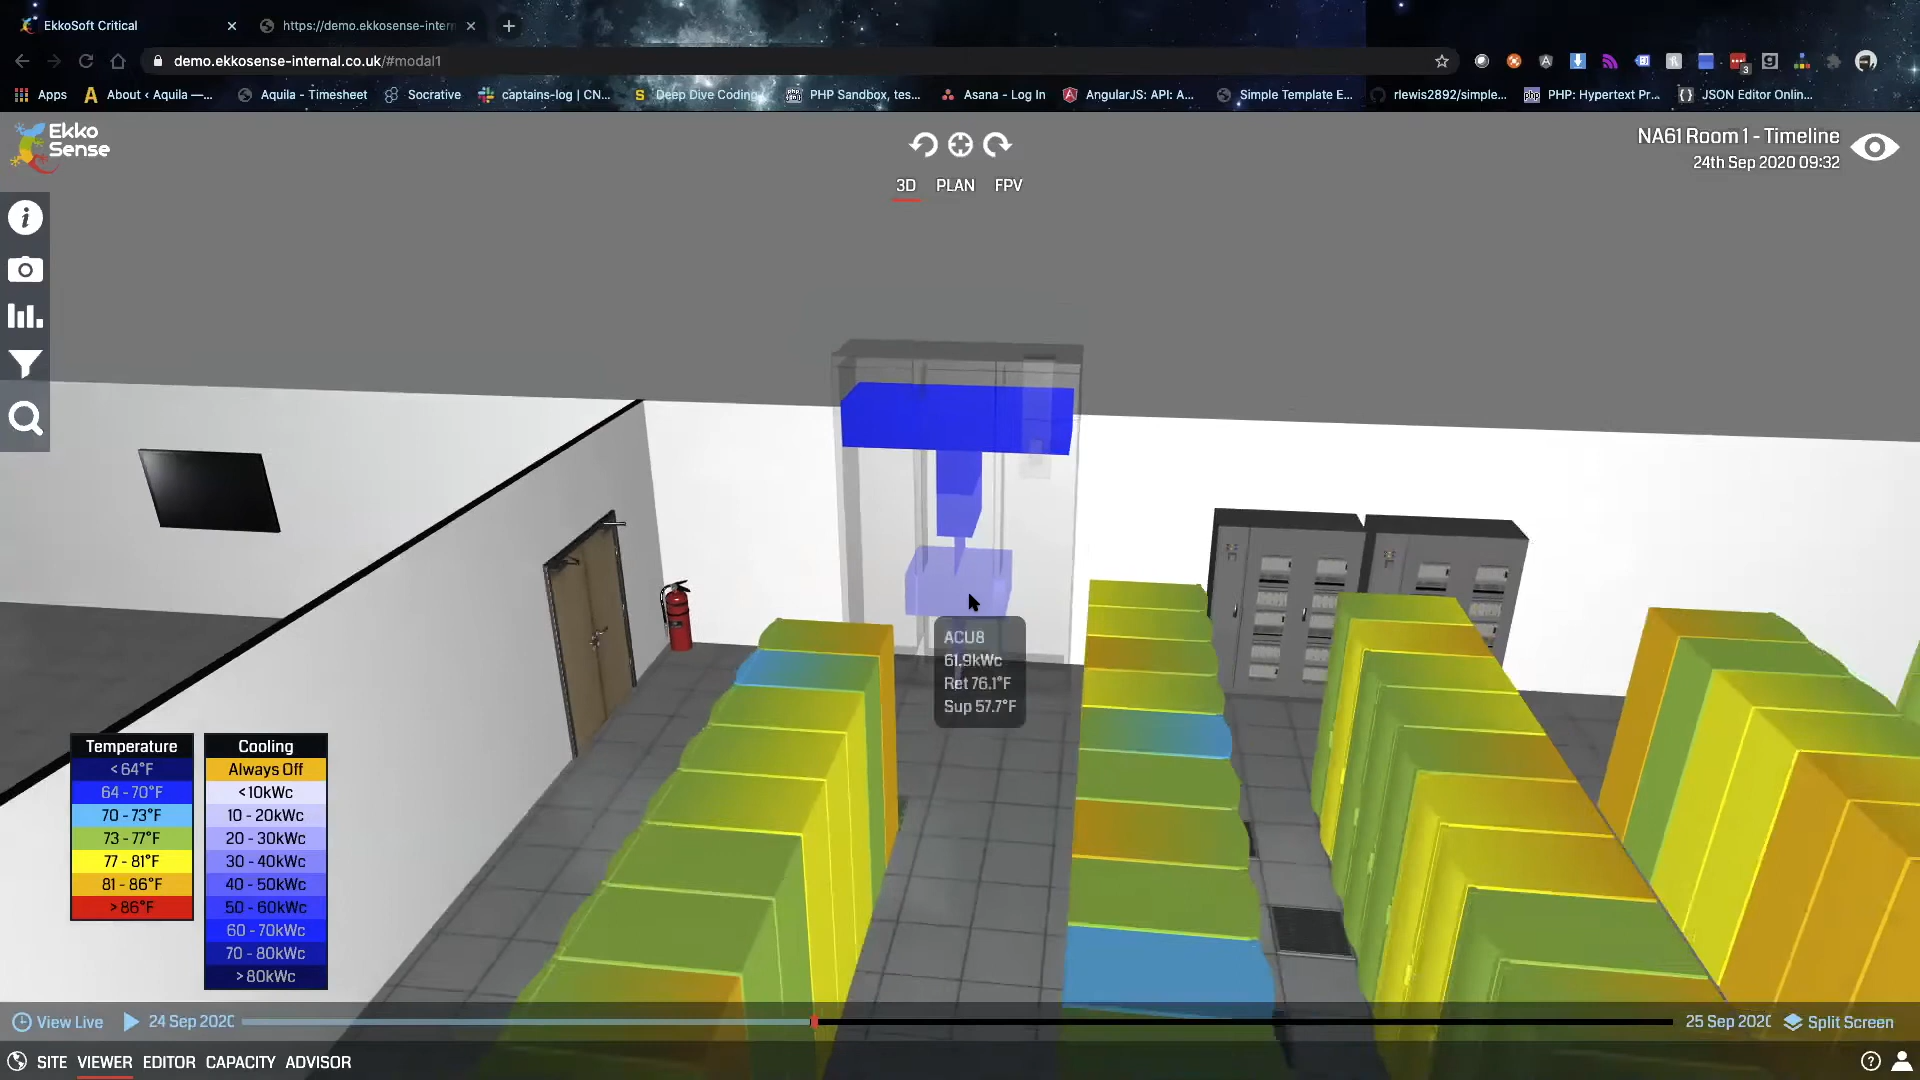 EkkoSoft Critical
https://demo.ekkosense-intern
demo.ekkosense-internal.co.uk/#modal1
3
Apps
About ‹ Aquila —...
Aquila - Timesheet
Socrative
captains-log | CN...
Deep Dive Coding
PHP Sandbox, tes...
Asana - Log In
AngularJS: API: A...
Simple Template E...
rlewis2892/simple...
PHP: Hypertext Pr...
JSON Editor Onlin...
Ekko
Sense
3D
PLAN
FPV
NA61 Room 1 - Timeline
24th Sep 2020 09:32
ACU8
61.9kWc
Ret 76.1°F
Sup 57.7°F
Temperature
< 64°F
64 - 70°F
70 - 73°F
73 - 77°F
77 - 81°F
81 - 86°F
> 86°F
Cooling
Always Off
<10kWc
10 - 20kWc
20 - 30kWc
30 - 40kWc
40 - 50kWc
50 - 60kWc
60 - 70kWc
70 - 80kWc
> 80kWc
View Live
24 Sep 2020
25 Sep 2020
Split Screen
SITE
VIEWER
EDITOR
CAPACITY
ADVISOR